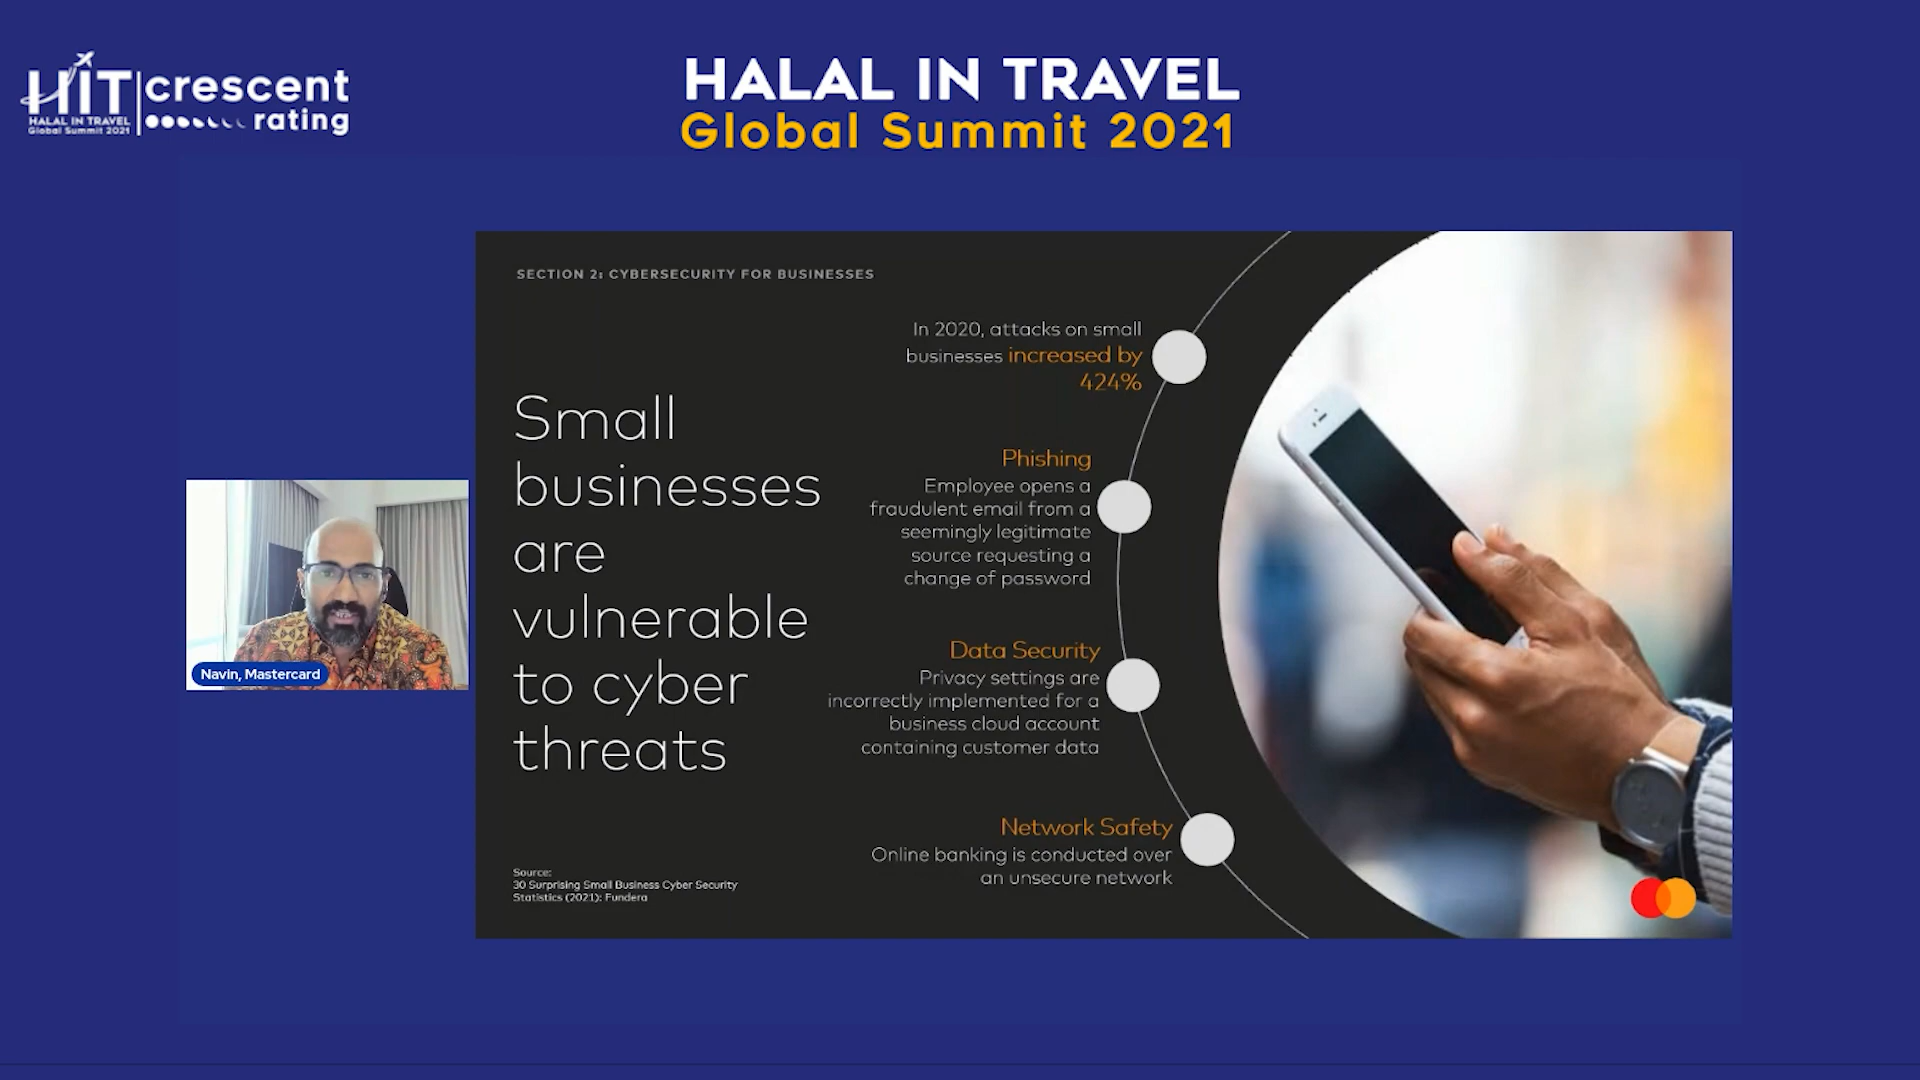 HiT
HALAL IN TRAVEL
Global Summit 2021
crescent
rating
HALAL IN TRAVEL
Global Summit 2021
SECTION 2: CYBERSECURITY FOR BUSINESSES
Small
businesses
are
vulnerable
to cyber
threats
In 2020, attacks on small
businesses increased by
424%
Phishing
Employee opens a
fraudulent email from a
seemingly legitimate
source requesting a
change of password
Data Security
Privacy settings are
incorrectly implemented for a
business cloud account
containing customer data
Network Safety
Online banking is conducted over
an unsecure network
Source:
30 Surprising Small Business Cyber Security
Statistics (2021): Fundera
Navin, Mastercard